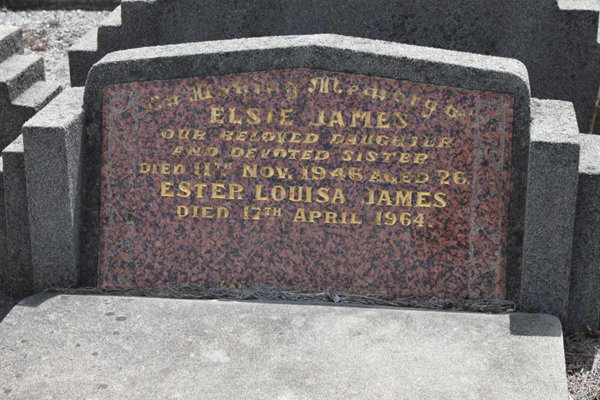 In Loving Memory of
ELSIE JAMES
OUR BELOVED DAUGHTER
AND DEVOTED SISTER
DIED 11TH NOV. 1946 AGED 26.
ESTER LOUISA JAMES
DIED 17TH APRIL 1964.